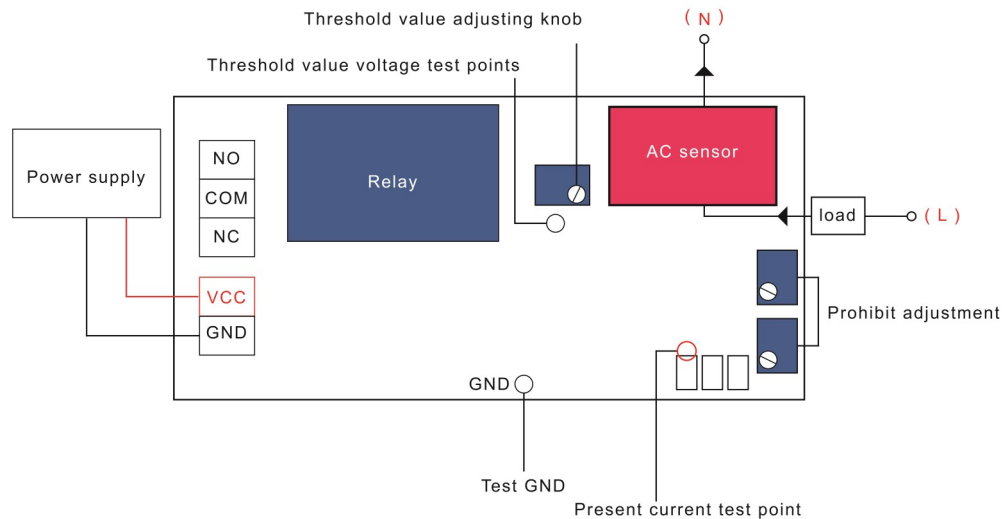 Threshold value adjusting knob
( N )
Threshold value voltage test points
NO
COM
NC
Power supply
Relay
AC sensor
load
( L )
VCC
GND
Prohibit adjustment
GND
Test GND
Present current test point